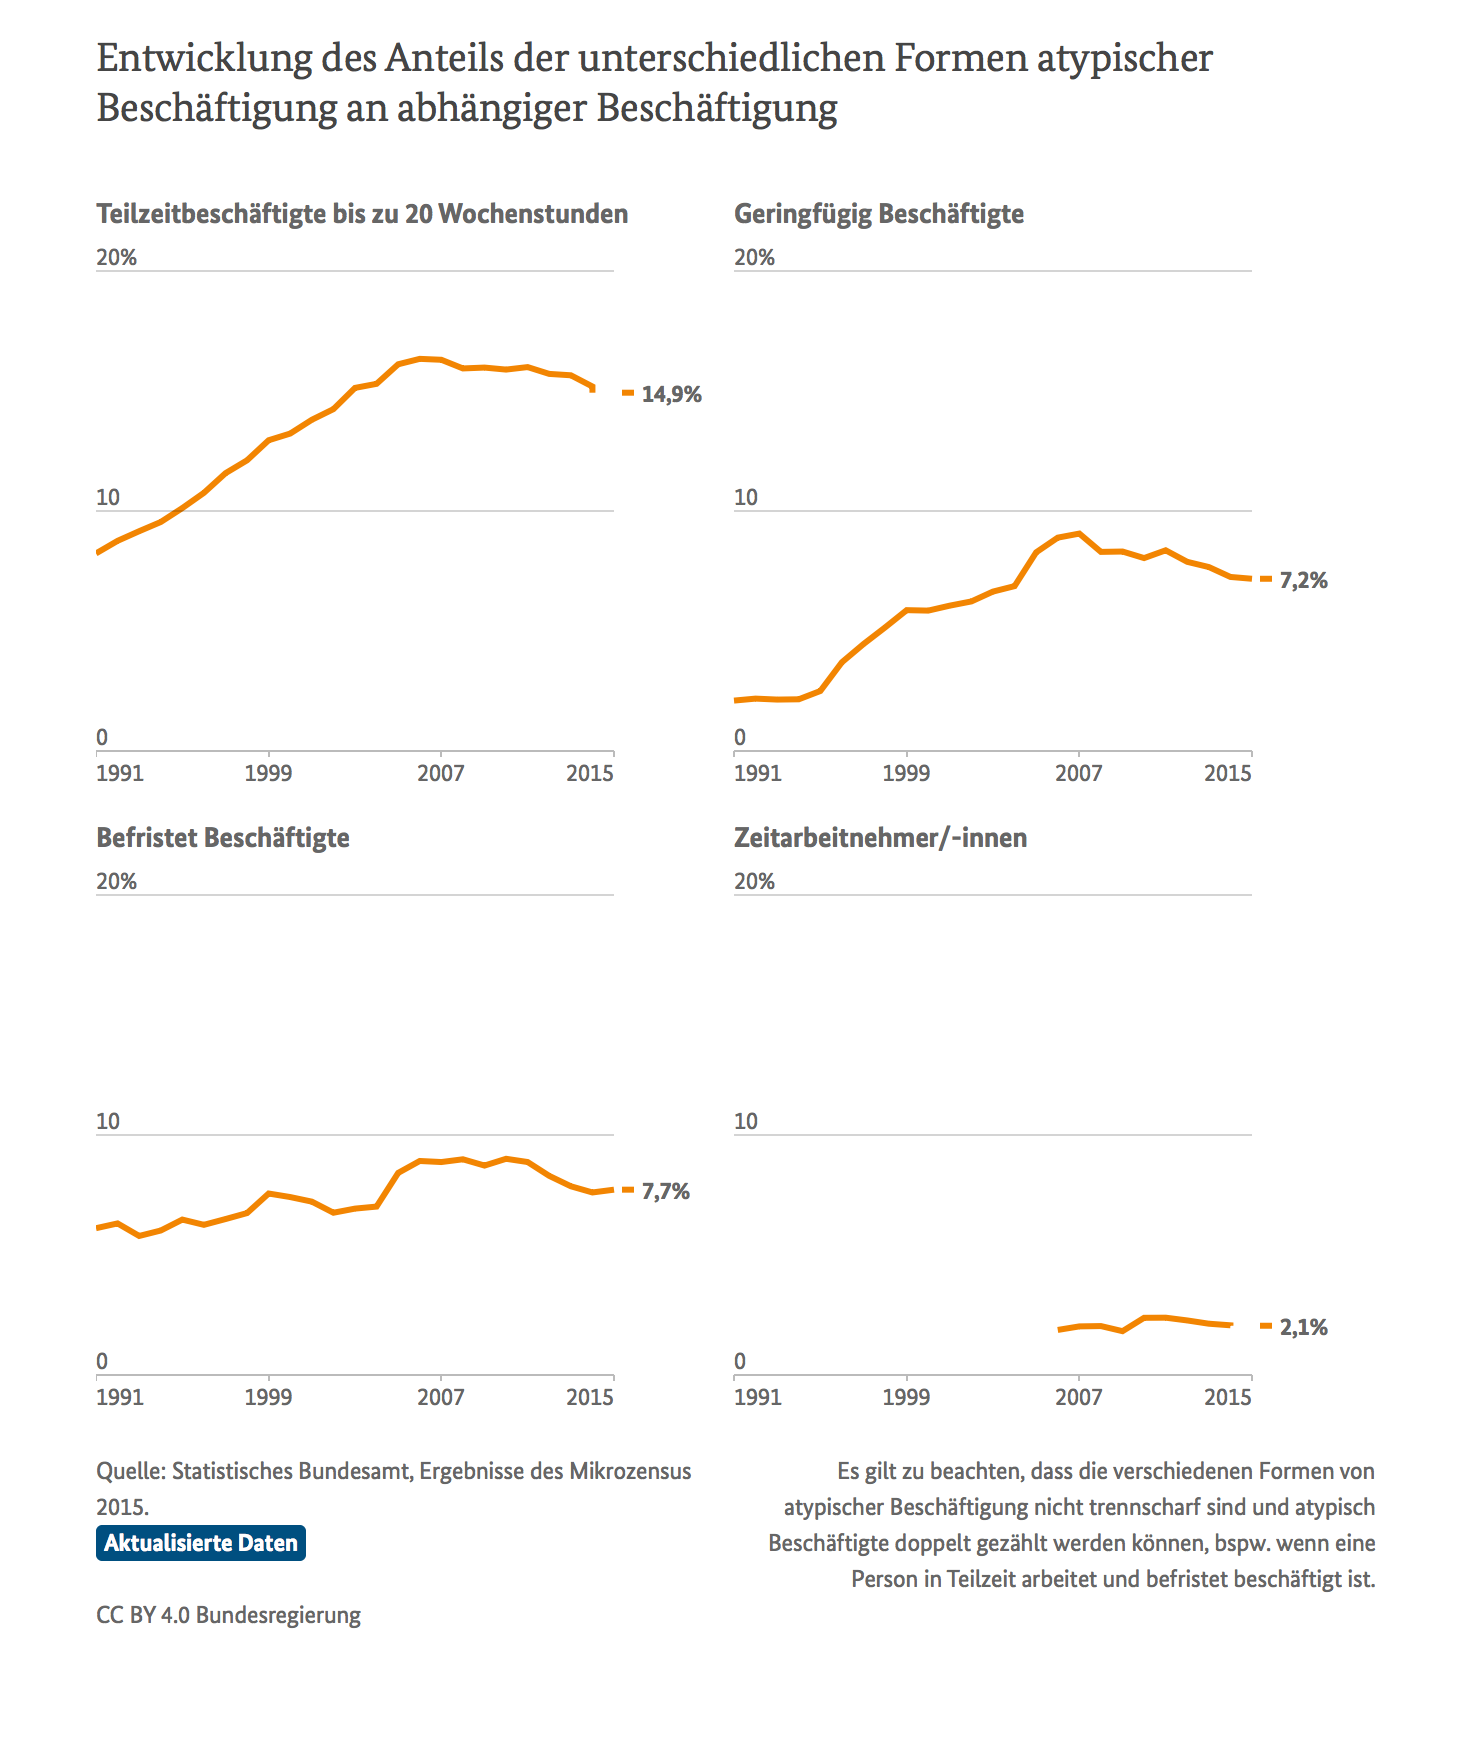 Entwicklung des Anteils der unterschiedlichen Formen atypischer
Beschäftigung an abhängiger Beschäftigung
Teilzeitbeschäftigte bis zu 20 Wochenstunden
20%
14,9%
10
0
1991 1999 2007 2015
Geringfügig Beschäftigte
20%
10
7,2%
0
1991 1999 2007 2015
Befristet Beschäftigte
20%
10
7,7%
0
1991 1999 2007 2015
Zeitarbeitnehmer/-innen
20%
10
2,1%
0
1991 1999 2007 2015
Quelle: Statistisches Bundesamt, Ergebnisse des Mikrozensus
2015.
Aktualisierte Daten
CC BY 4.0 Bundesregierung
Es gilt zu beachten, dass die verschiedenen Formen von
atypischer Beschäftigung nicht trennscharf sind und atypisch
Beschäftigte doppelt gezählt werden können, bspw. wenn eine
Person in Teilzeit arbeitet und befristet beschäftigt ist.